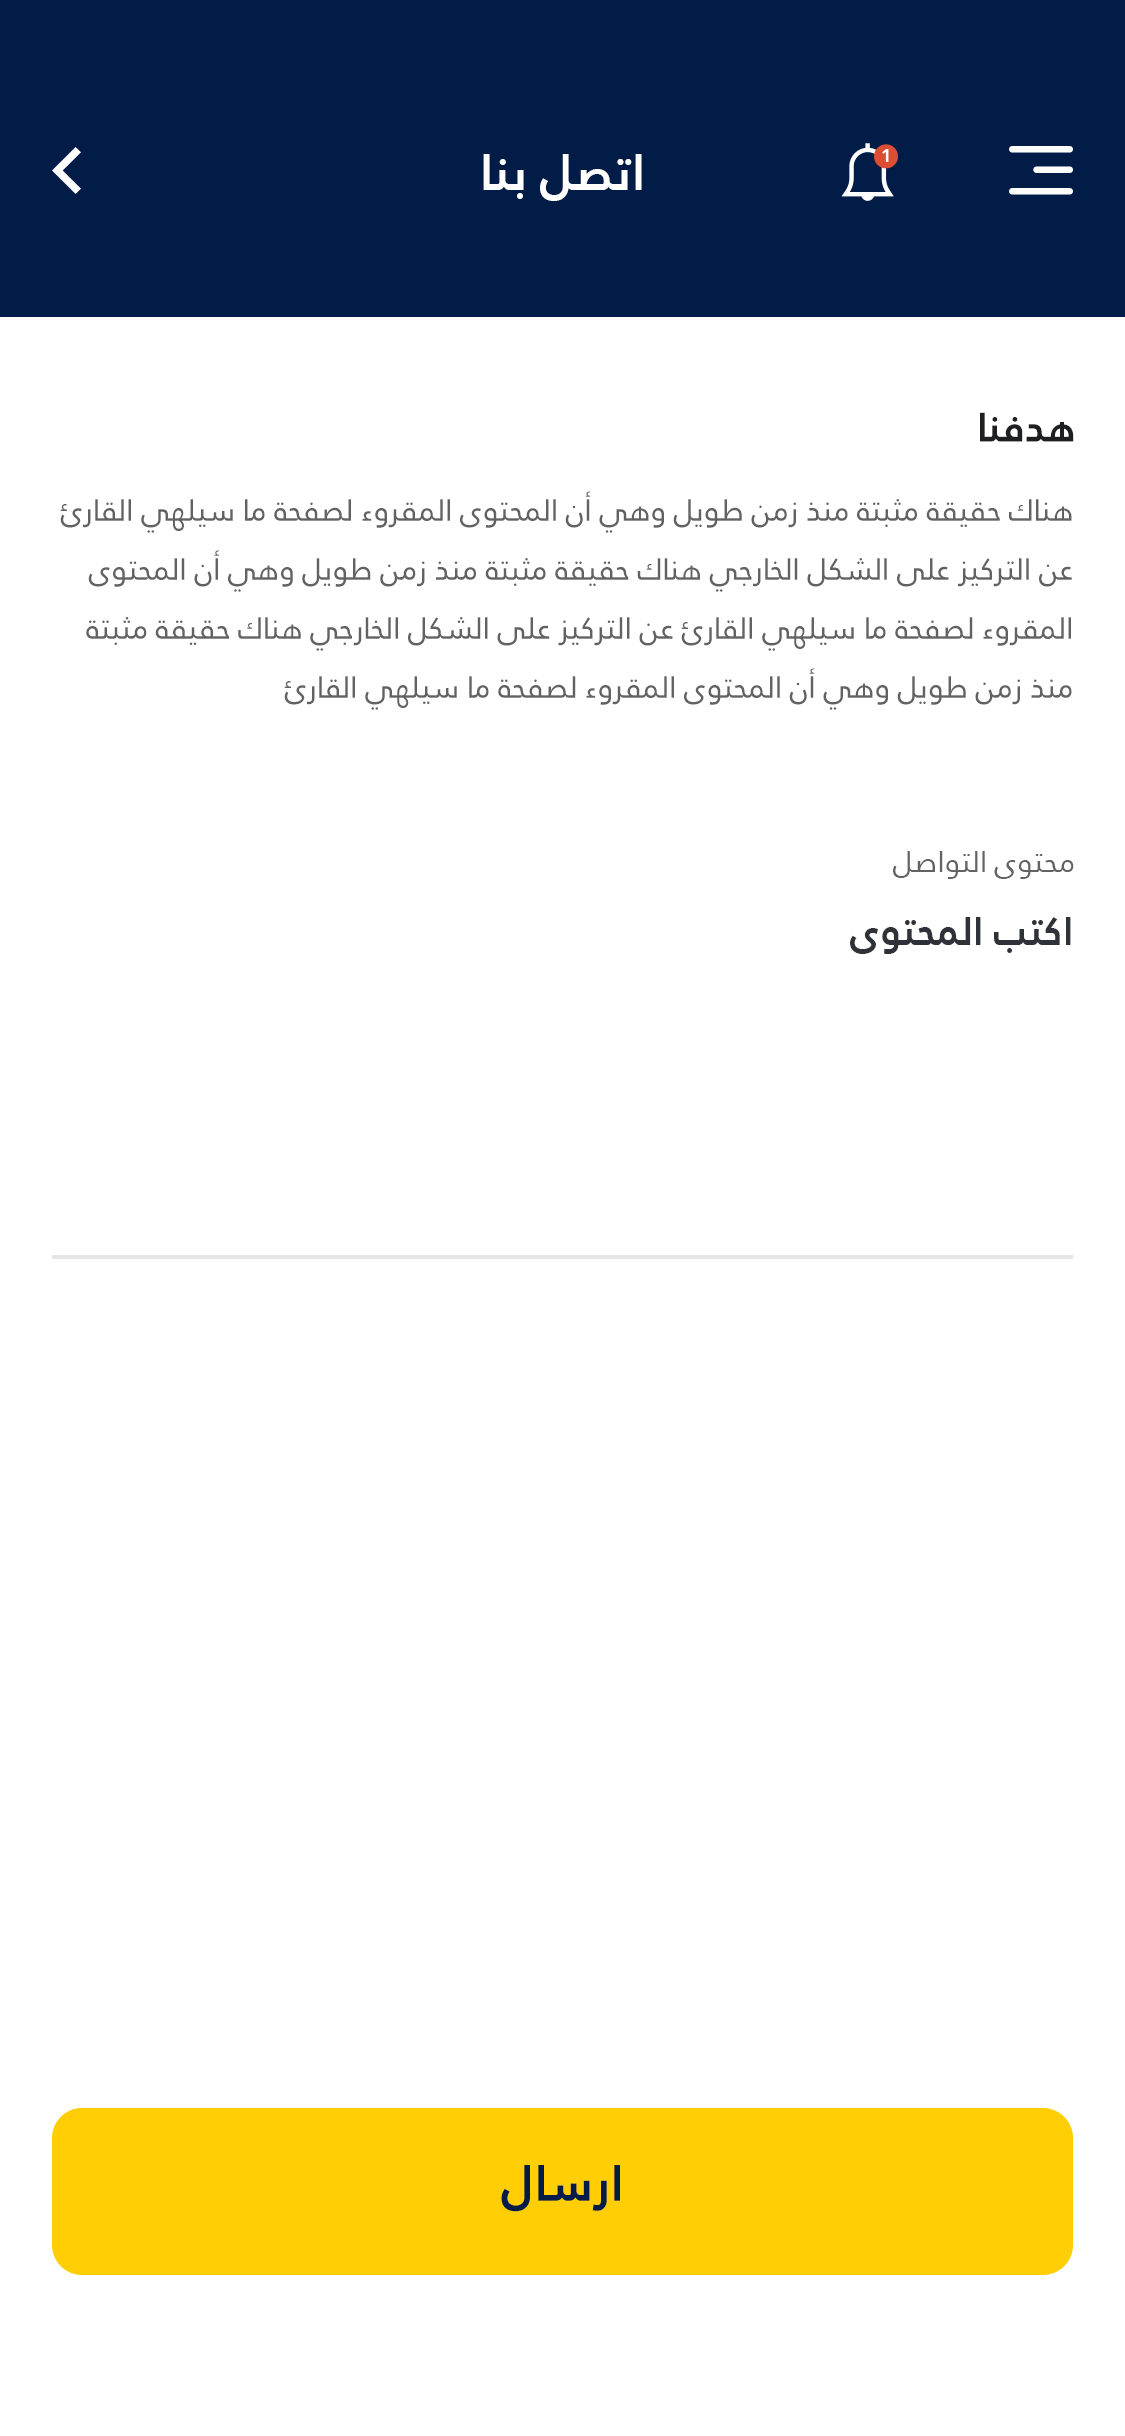 اتصل بنا
1
هدفنا
هناك حقيقة مثبتة منذ زمن طويل وهي أن المحتوى المقروء لصفحة ما سيلهي القارئ
عن التركيز على الشكل الخارجي هناك حقيقة مثبتة منذ زمن طويل وهي أن المحتوى
المقروء لصفحة ما سيلهي القارئ عن التركيز على الشكل الخارجي هناك حقيقة مثبتة
منذ زمن طويل وهي أن المحتوى المقروء لصفحة ما سيلهي القارئ
محتوى التواصل
اكتب المحتوى
ارسال